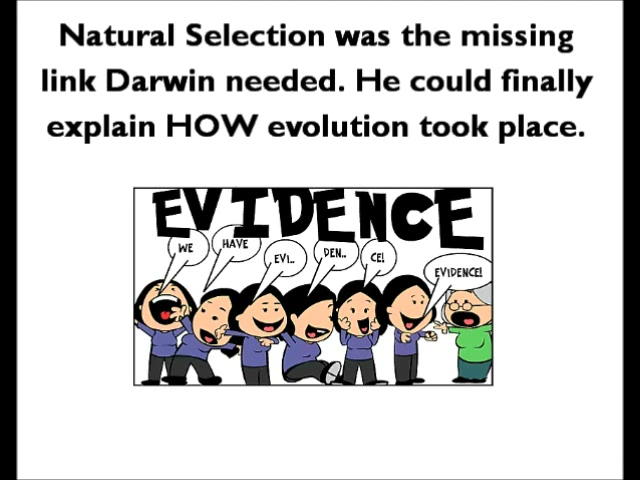 Natural Selection was the missing
link Darwin needed. He could finally
explain HOW evolution took place.
EVIDENCE
WE
HAVE
EVI..
DEN..
CE!
EVIDENCE!